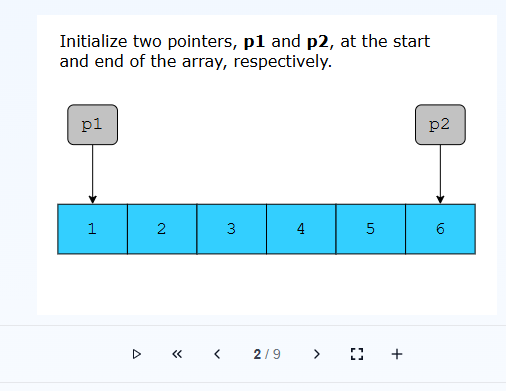 Initialize two pointers, p1 and p2, at the start
and end of the array, respectively.
p1 p2
1 2 3 4 5 6
2 / 9